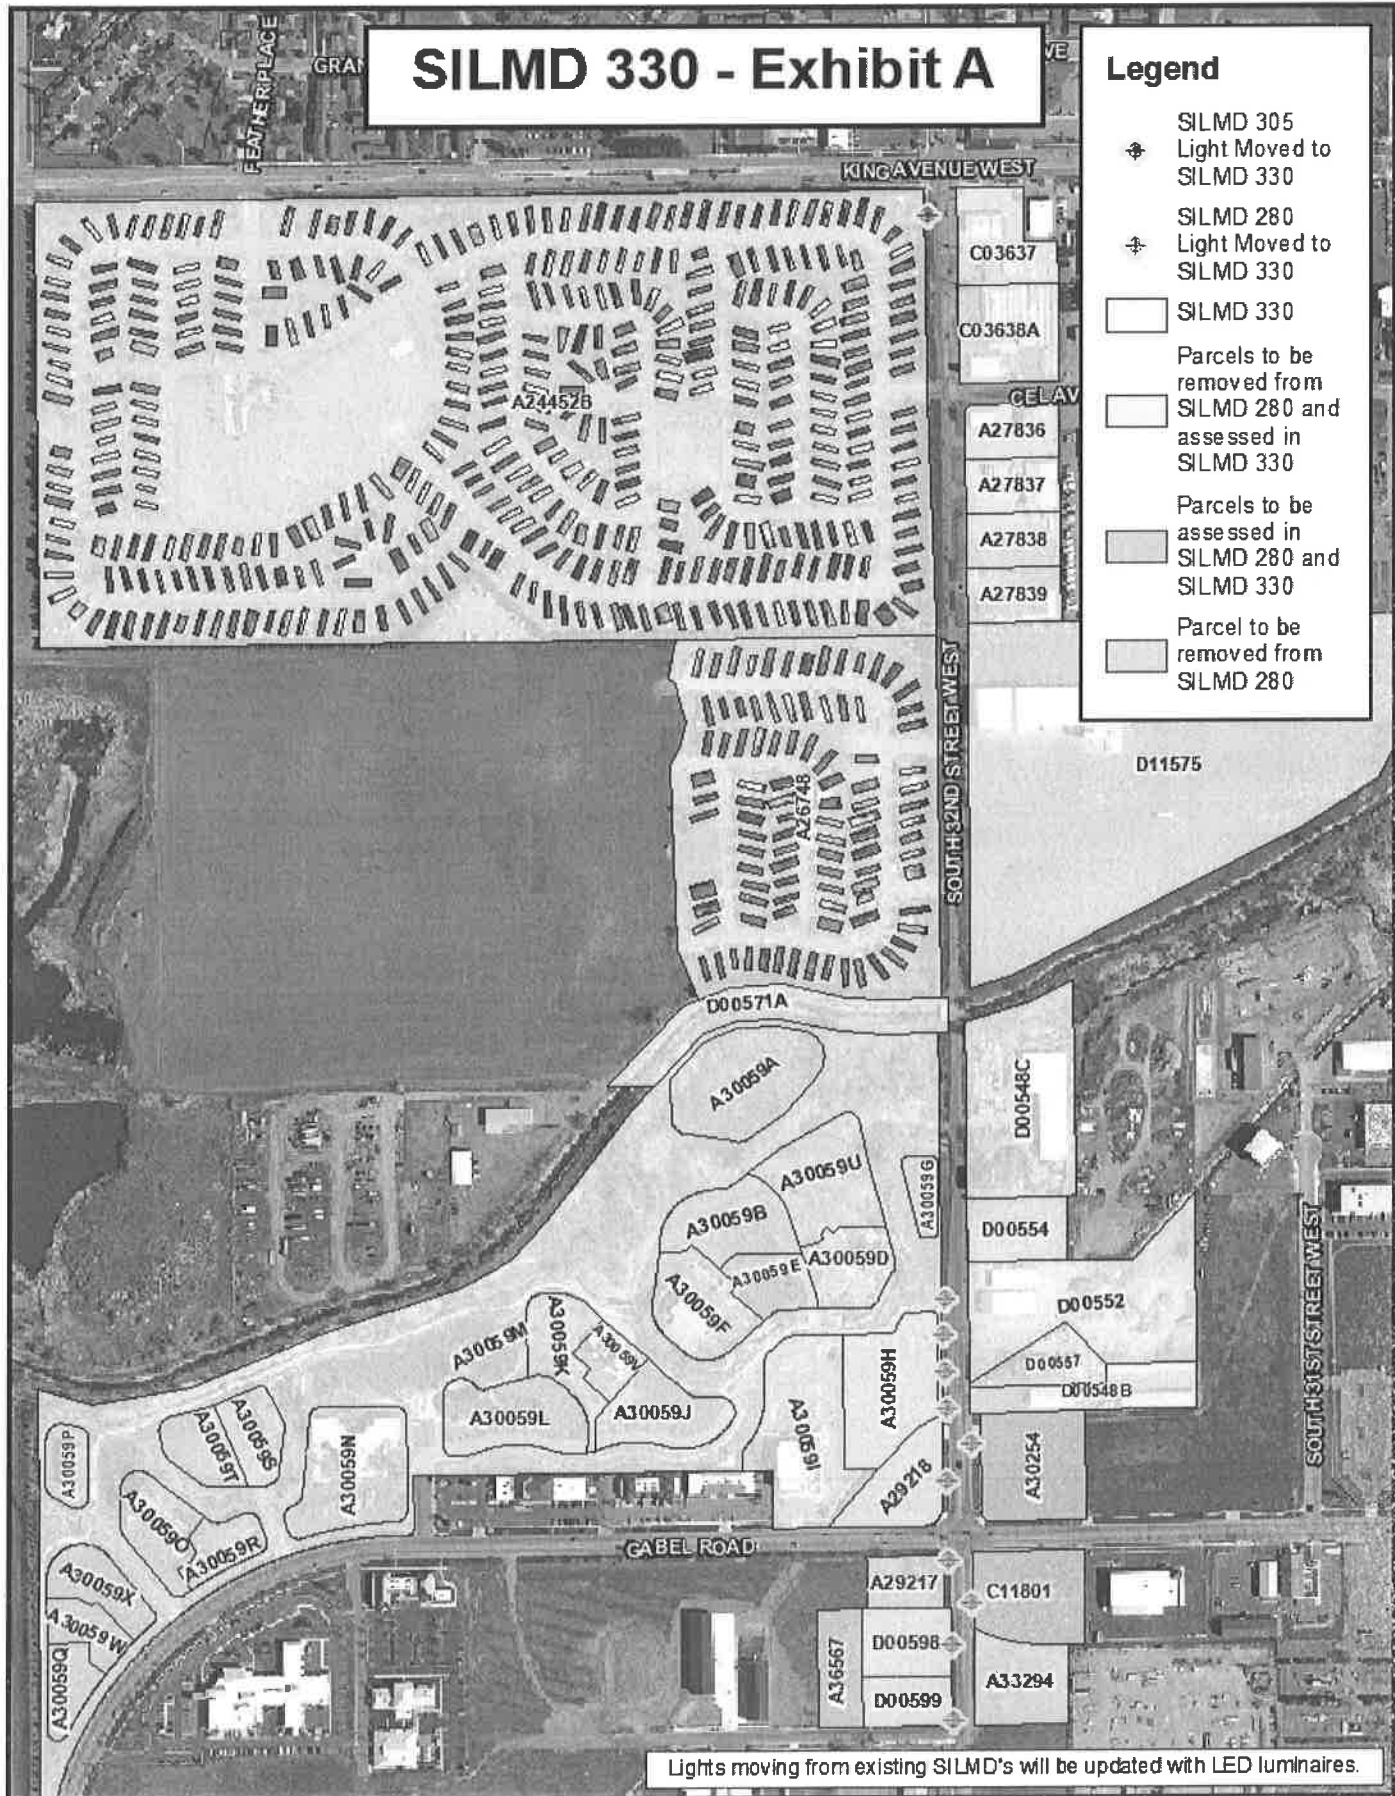 SILMD 330 - Exhibit A
Legend
SILMD 305
Light Moved to
SILMD 330
SILMD 280
Light Moved to
SILMD 330
SILMD 330
Parcels to be
removed from
SILMD 280 and
assessed in
SILMD 330
Parcels to be
assessed in
SILMD 280 and
SILMD 330
Parcel to be
removed from
SILMD 280
FEATHER PLACE
KING AVENUE WEST
C03637
C03638A
CELAV
A24452B
A27836
A27837
A27838
A27839
SOUTH 32ND STREET WEST
D11575
A26748
D00571A
A30059A
D00548C
A30059U
A30059G
A30059B
D00554
A30059E
A30059D
A30059F
D00552
SOUTH 31ST STREET WEST
A30059M
A30059K
A30059V
D00557
D00548B
A30059H
A30059L
A30059J
A30059I
A30254
A29218
A30059P
A30059T
A30059S
A30059N
A30059O
A30059R
GABEL ROAD
A30059X
A30059W
A30059Q
A29217
C11801
A36567
D00598
D00599
A33294
Lights moving from existing SILMD's will be updated with LED luminaires.